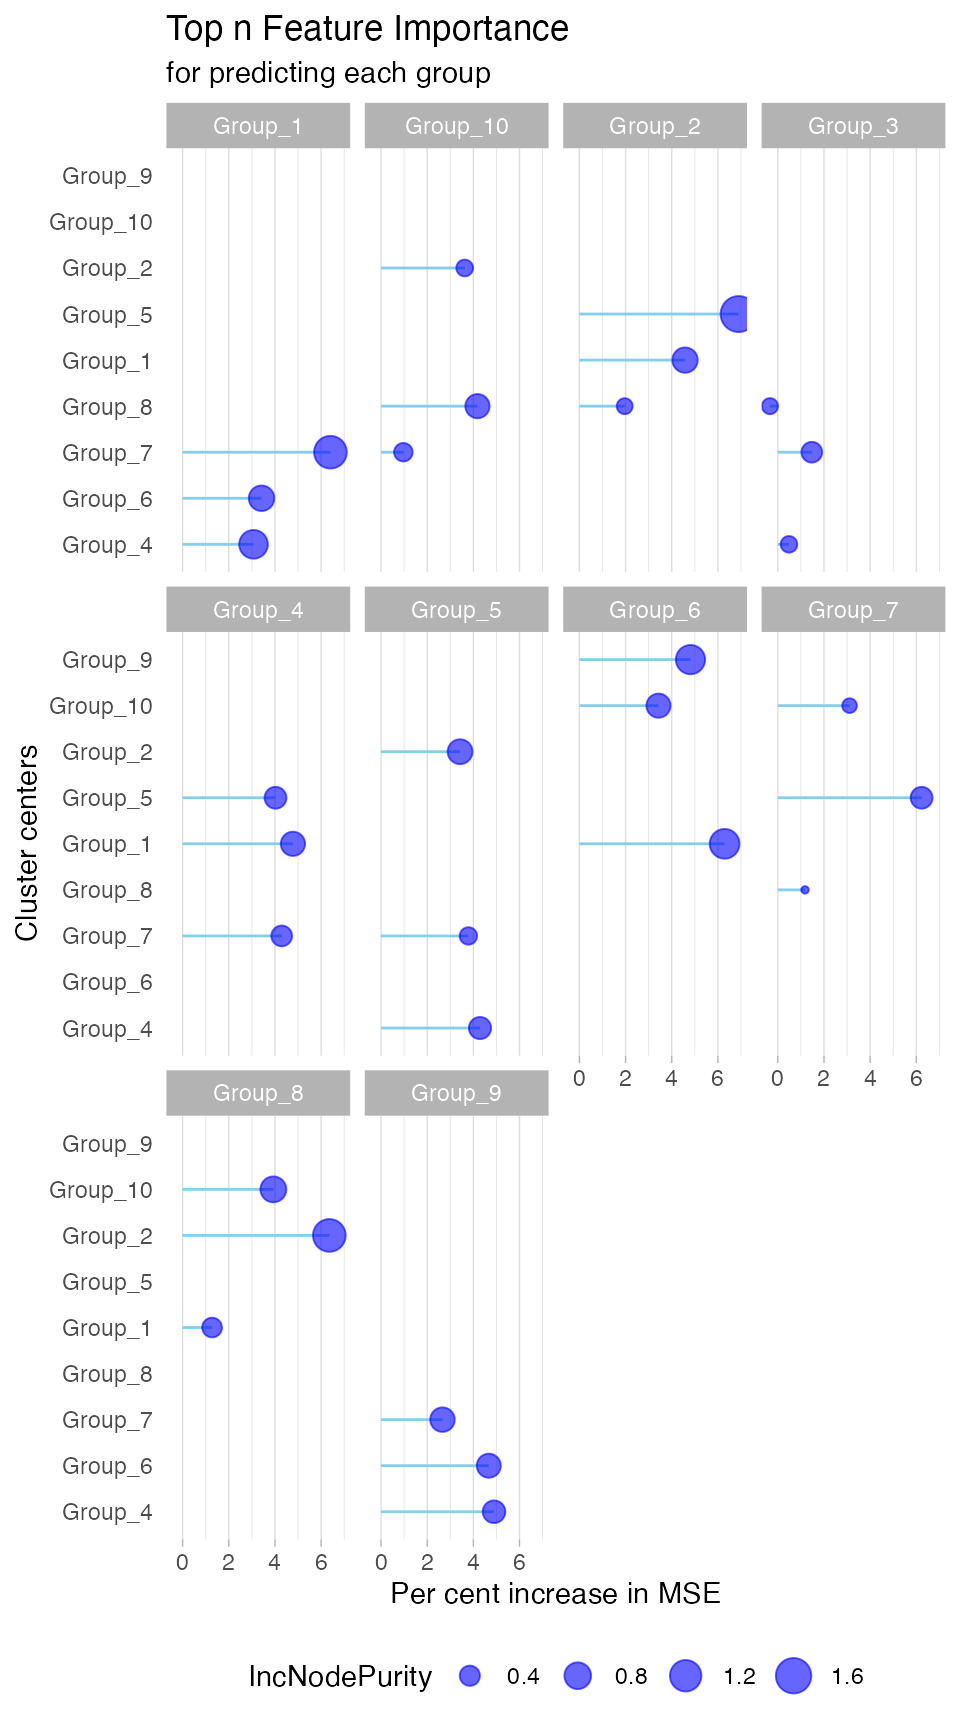 Top n Feature Importance
for predicting each group
Group_1 Group_10 Group_2 Group_3
Group_9
Group_10
Group_2
Group_5
Group_1
Group_8
Group_7
Group_6
Group_4
Group_4 Group_5 Group_6 Group_7
Group_9
Group_10
Group_2
Group_5
Group_1
Group_8
Group_7
Group_6
Group_4
0 2 4 6 0 2 4 6
Cluster centers
Group_8 Group_9
Group_9
Group_10
Group_2
Group_5
Group_1
Group_8
Group_7
Group_6
Group_4
0 2 4 6 0 2 4 6
Per cent increase in MSE
IncNodePurity 0.4 0.8 1.2 1.6